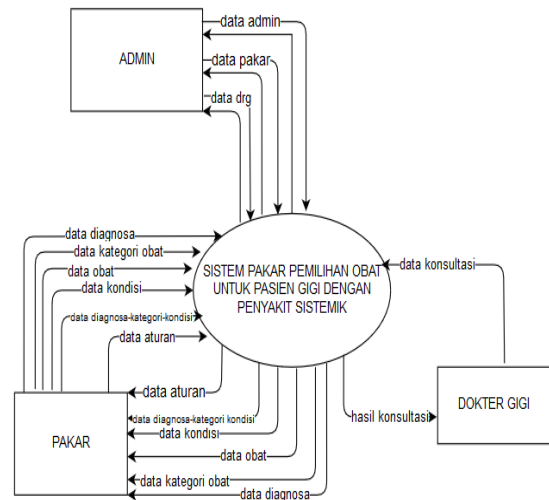 data admin
ADMIN
data pakar
data drg
data diagnosa
data kategori obat
data obat
data kondisi
data diagnosa-kategori-kondisi
data aturan
SISTEM PAKAR PEMILIHAN OBAT
UNTUK PASIEN GIGI DENGAN
PENYAKIT SISTEMIK
data konsultasi
data aturan
data diagnosa-kategori kondisi
data kondisi
data obat
data kategori obat
data diagnosa
PAKAR
hasil konsultasi
DOKTER GIGI